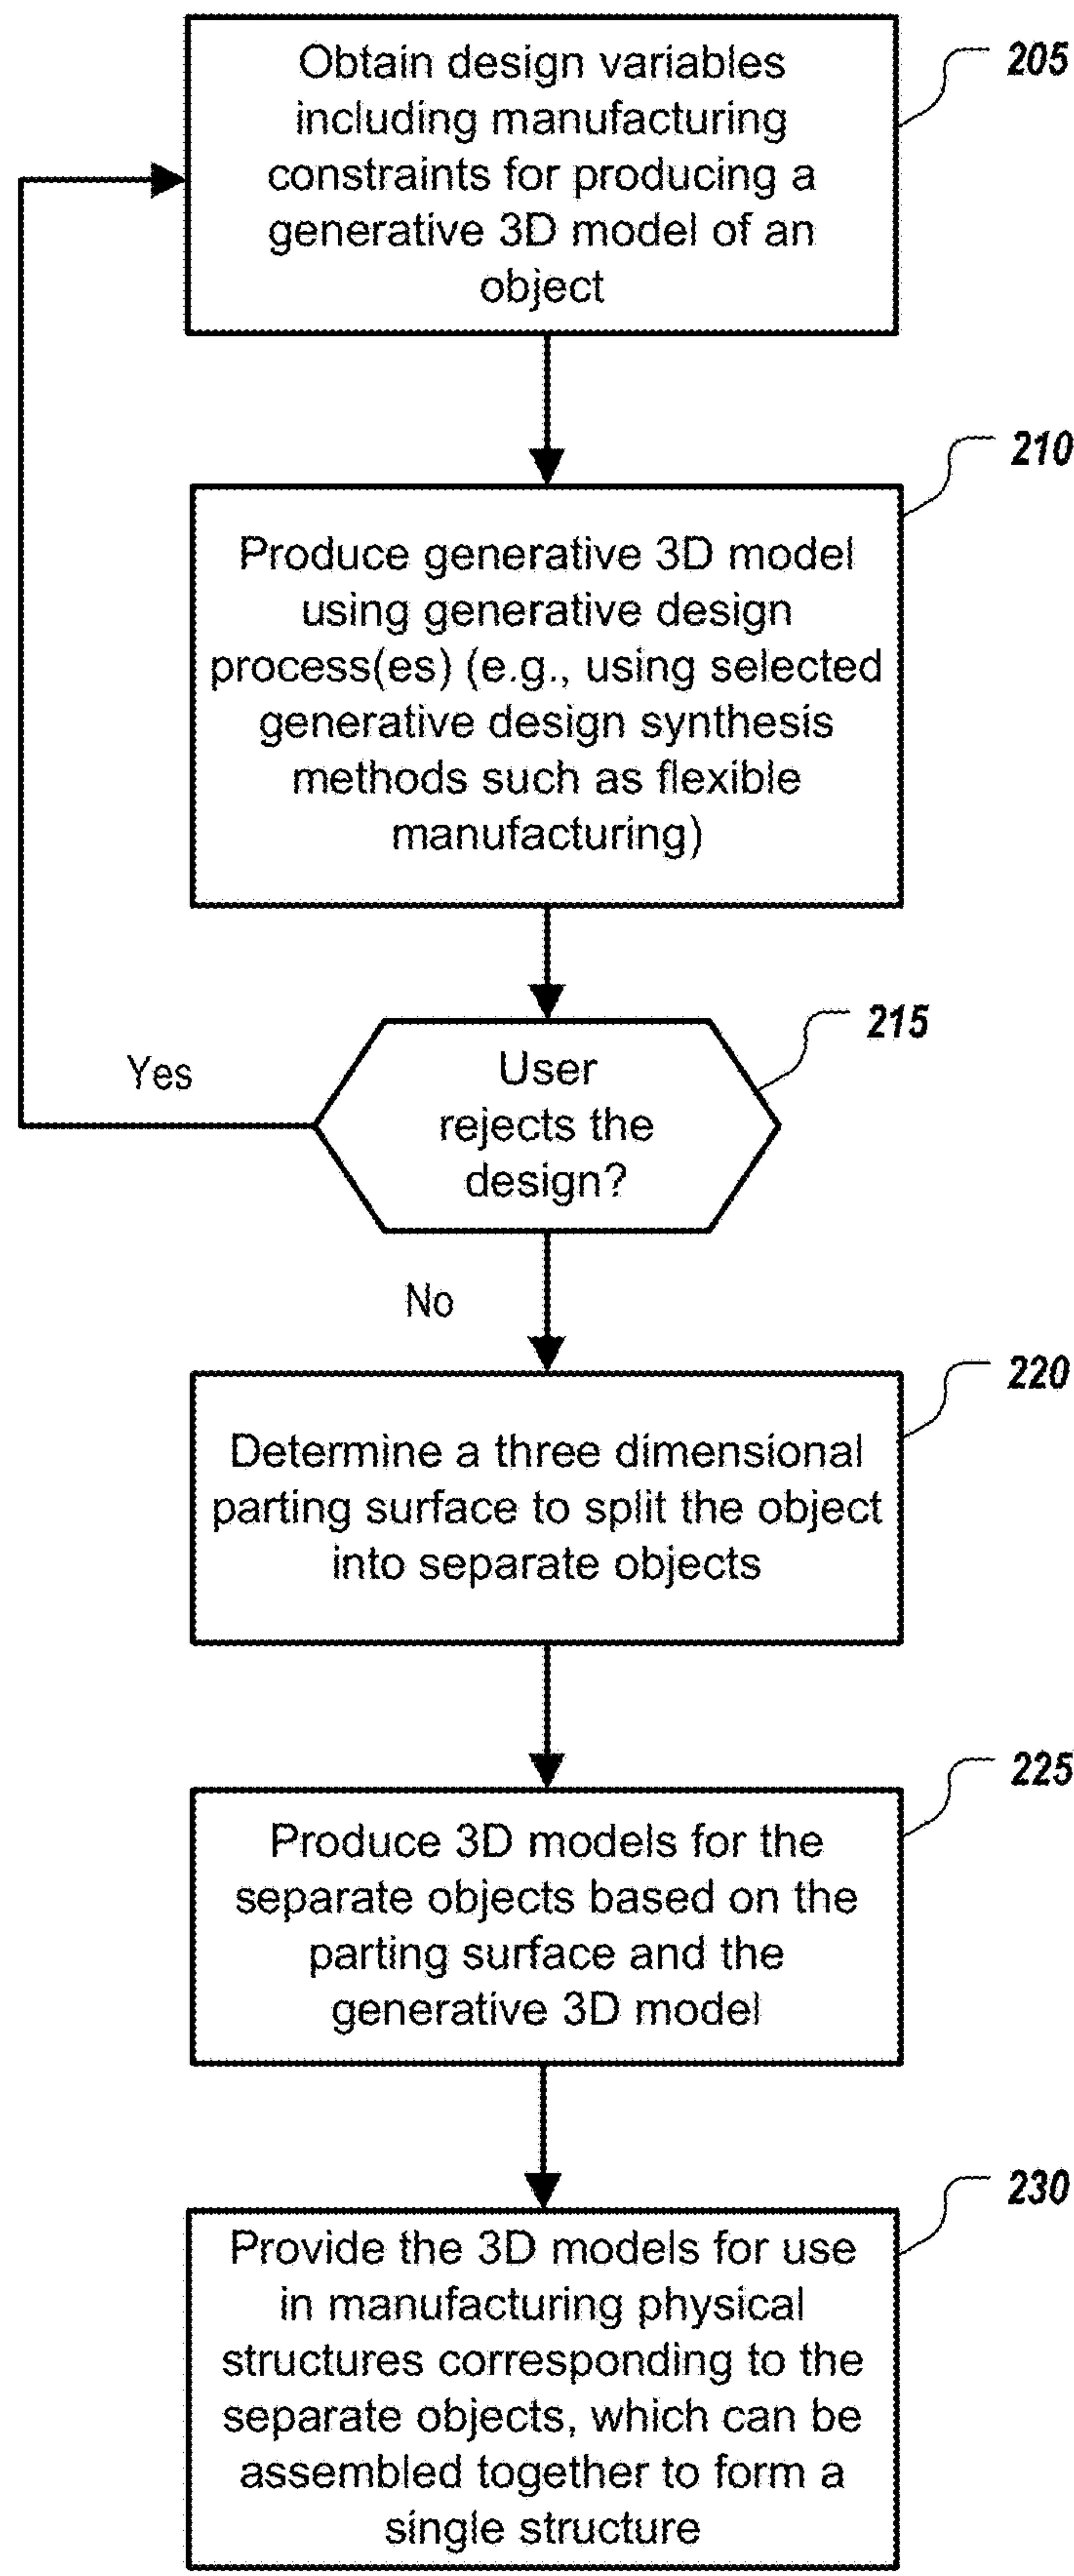 Obtain design variables
including manufacturing
constraints for producing a
generative 3D model of an
object
205
210
Produce generative 3D model
using generative design
process(es) (e.g., using selected
generative design synthesis
methods such as flexible
manufacturing)
215
Yes
User
rejects the
design?
No
220
Determine a three dimensional
parting surface to split the object
into separate objects
225
Produce 3D models for the
separate objects based on the
parting surface and the
generative 3D model
230
Provide the 3D models for use
in manufacturing physical
structures corresponding to the
separate objects, which can be
assembled together to form a
single structure